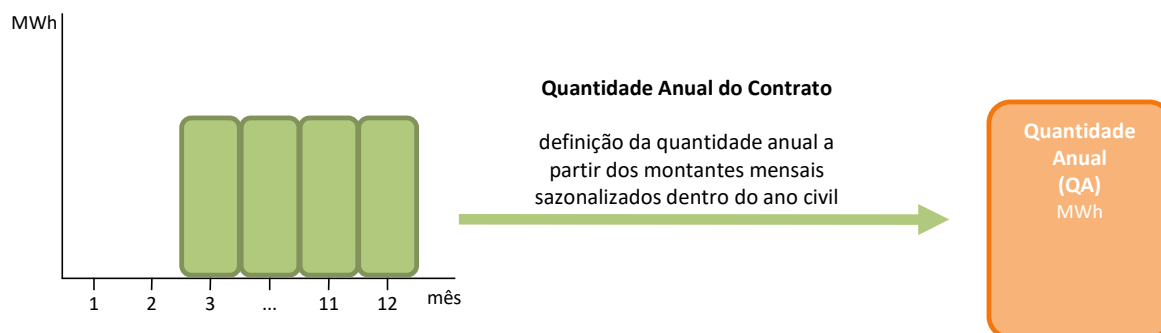 MWh
1
2
3
...
11
12
mês
Quantidade Anual do Contrato
definição da quantidade anual a
partir dos montantes mensais
sazonalizados dentro do ano civil
Quantidade
Anual
(QA)
MWh